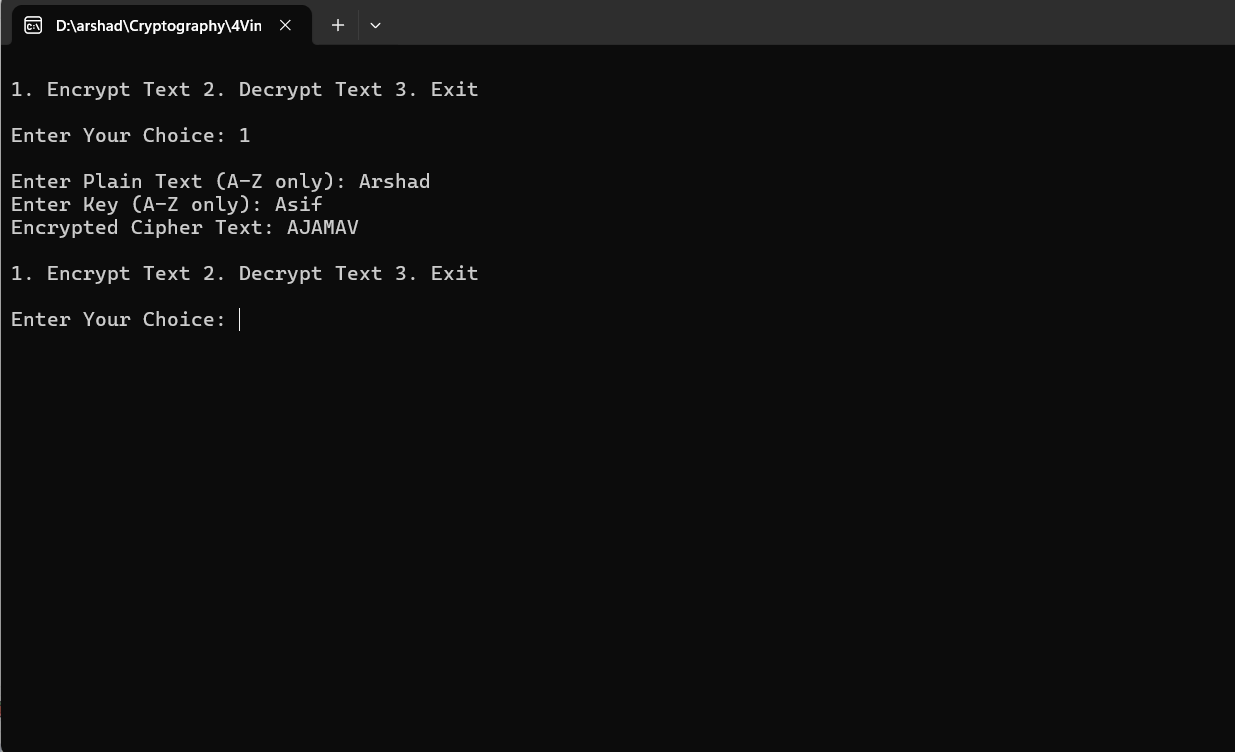 D:\arshad\Cryptography\4Vin
1. Encrypt Text 2. Decrypt Text 3. Exit
Enter Your Choice: 1
Enter Plain Text (A-Z only): Arshad
Enter Key (A-Z only): Asif
Encrypted Cipher Text: AJAMAV
1. Encrypt Text 2. Decrypt Text 3. Exit
Enter Your Choice: